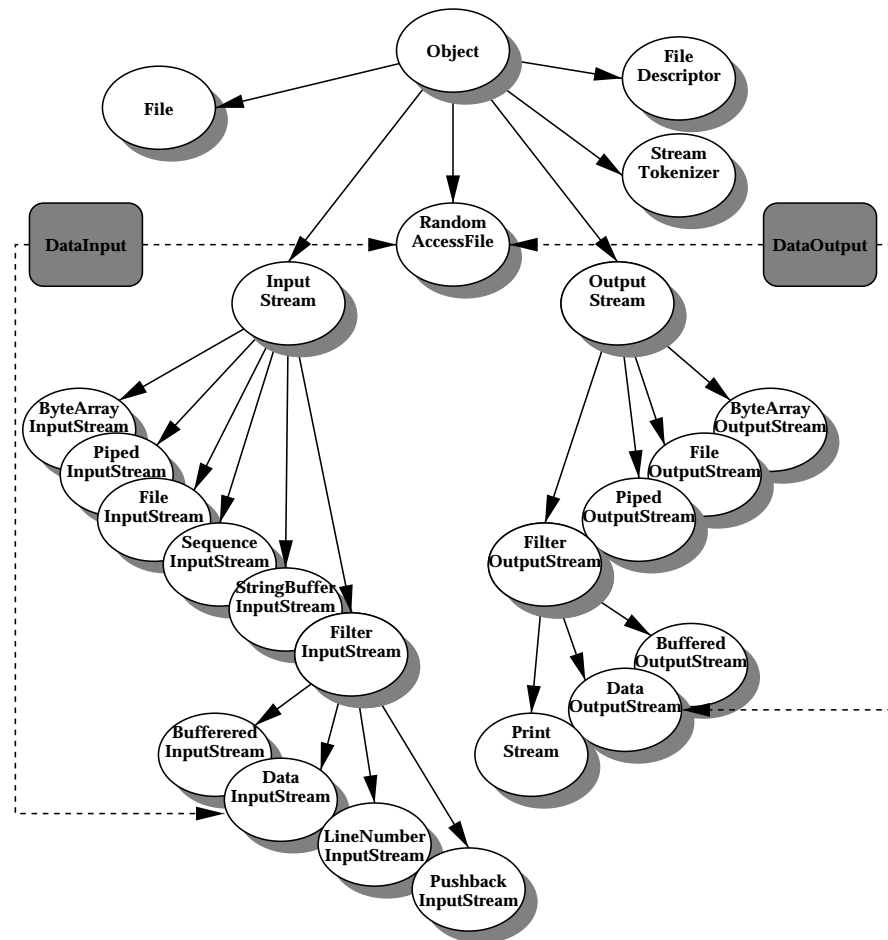 Object
File
Descriptor
File
Stream
Tokenizer
DataInput
Random
AccessFile
DataOutput
Input
Stream
Output
Stream
ByteArray
InputStream
Piped
InputStream
File
InputStream
Sequence
InputStream
StringBuffer
InputStream
Filter
InputStream
ByteArray
OutputStream
File
OutputStream
Piped
OutputStream
Filter
OutputStream
Buffered
OutputStream
Data
OutputStream
Print
Stream
Bufferered
InputStream
Data
InputStream
LineNumber
InputStream
Pushback
InputStream